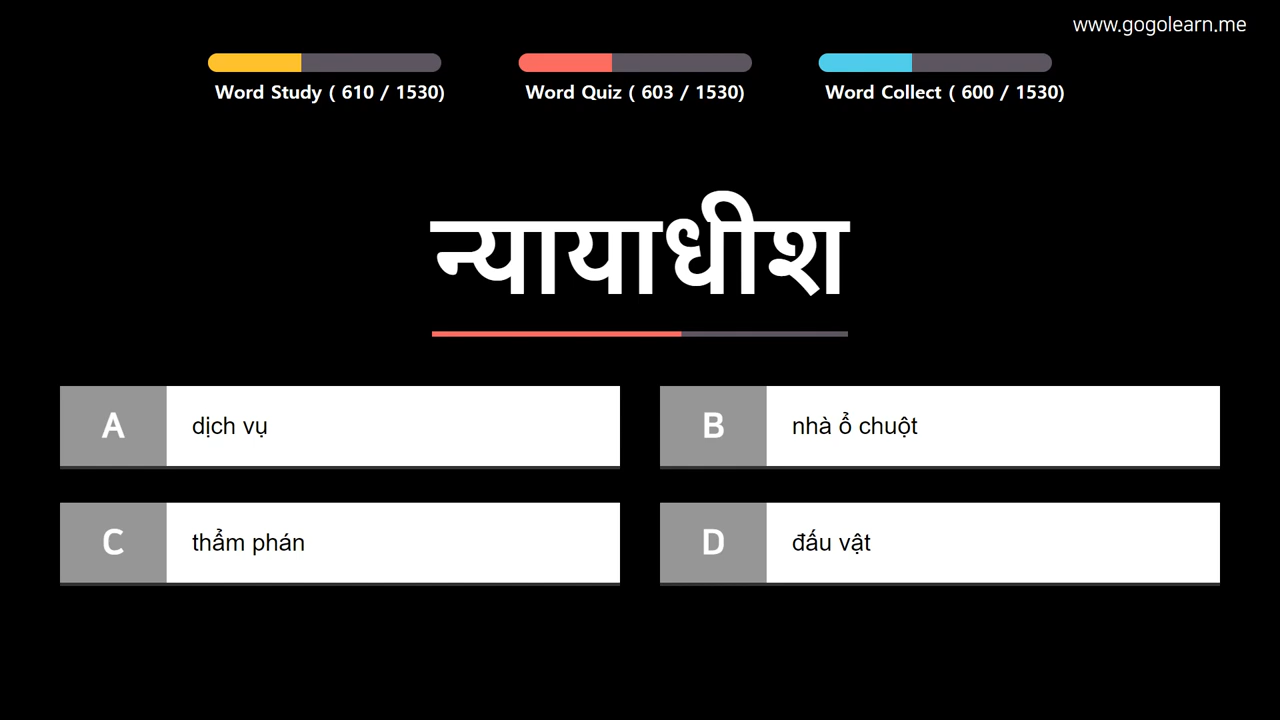 www.gogolearn.me
Word Study ( 610 / 1530)
Word Quiz ( 603 / 1530)
Word Collect ( 600 / 1530)
न्यायाधीश
A dịch vụ
B nhà ổ chuột
C thẩm phán
D đấu vật